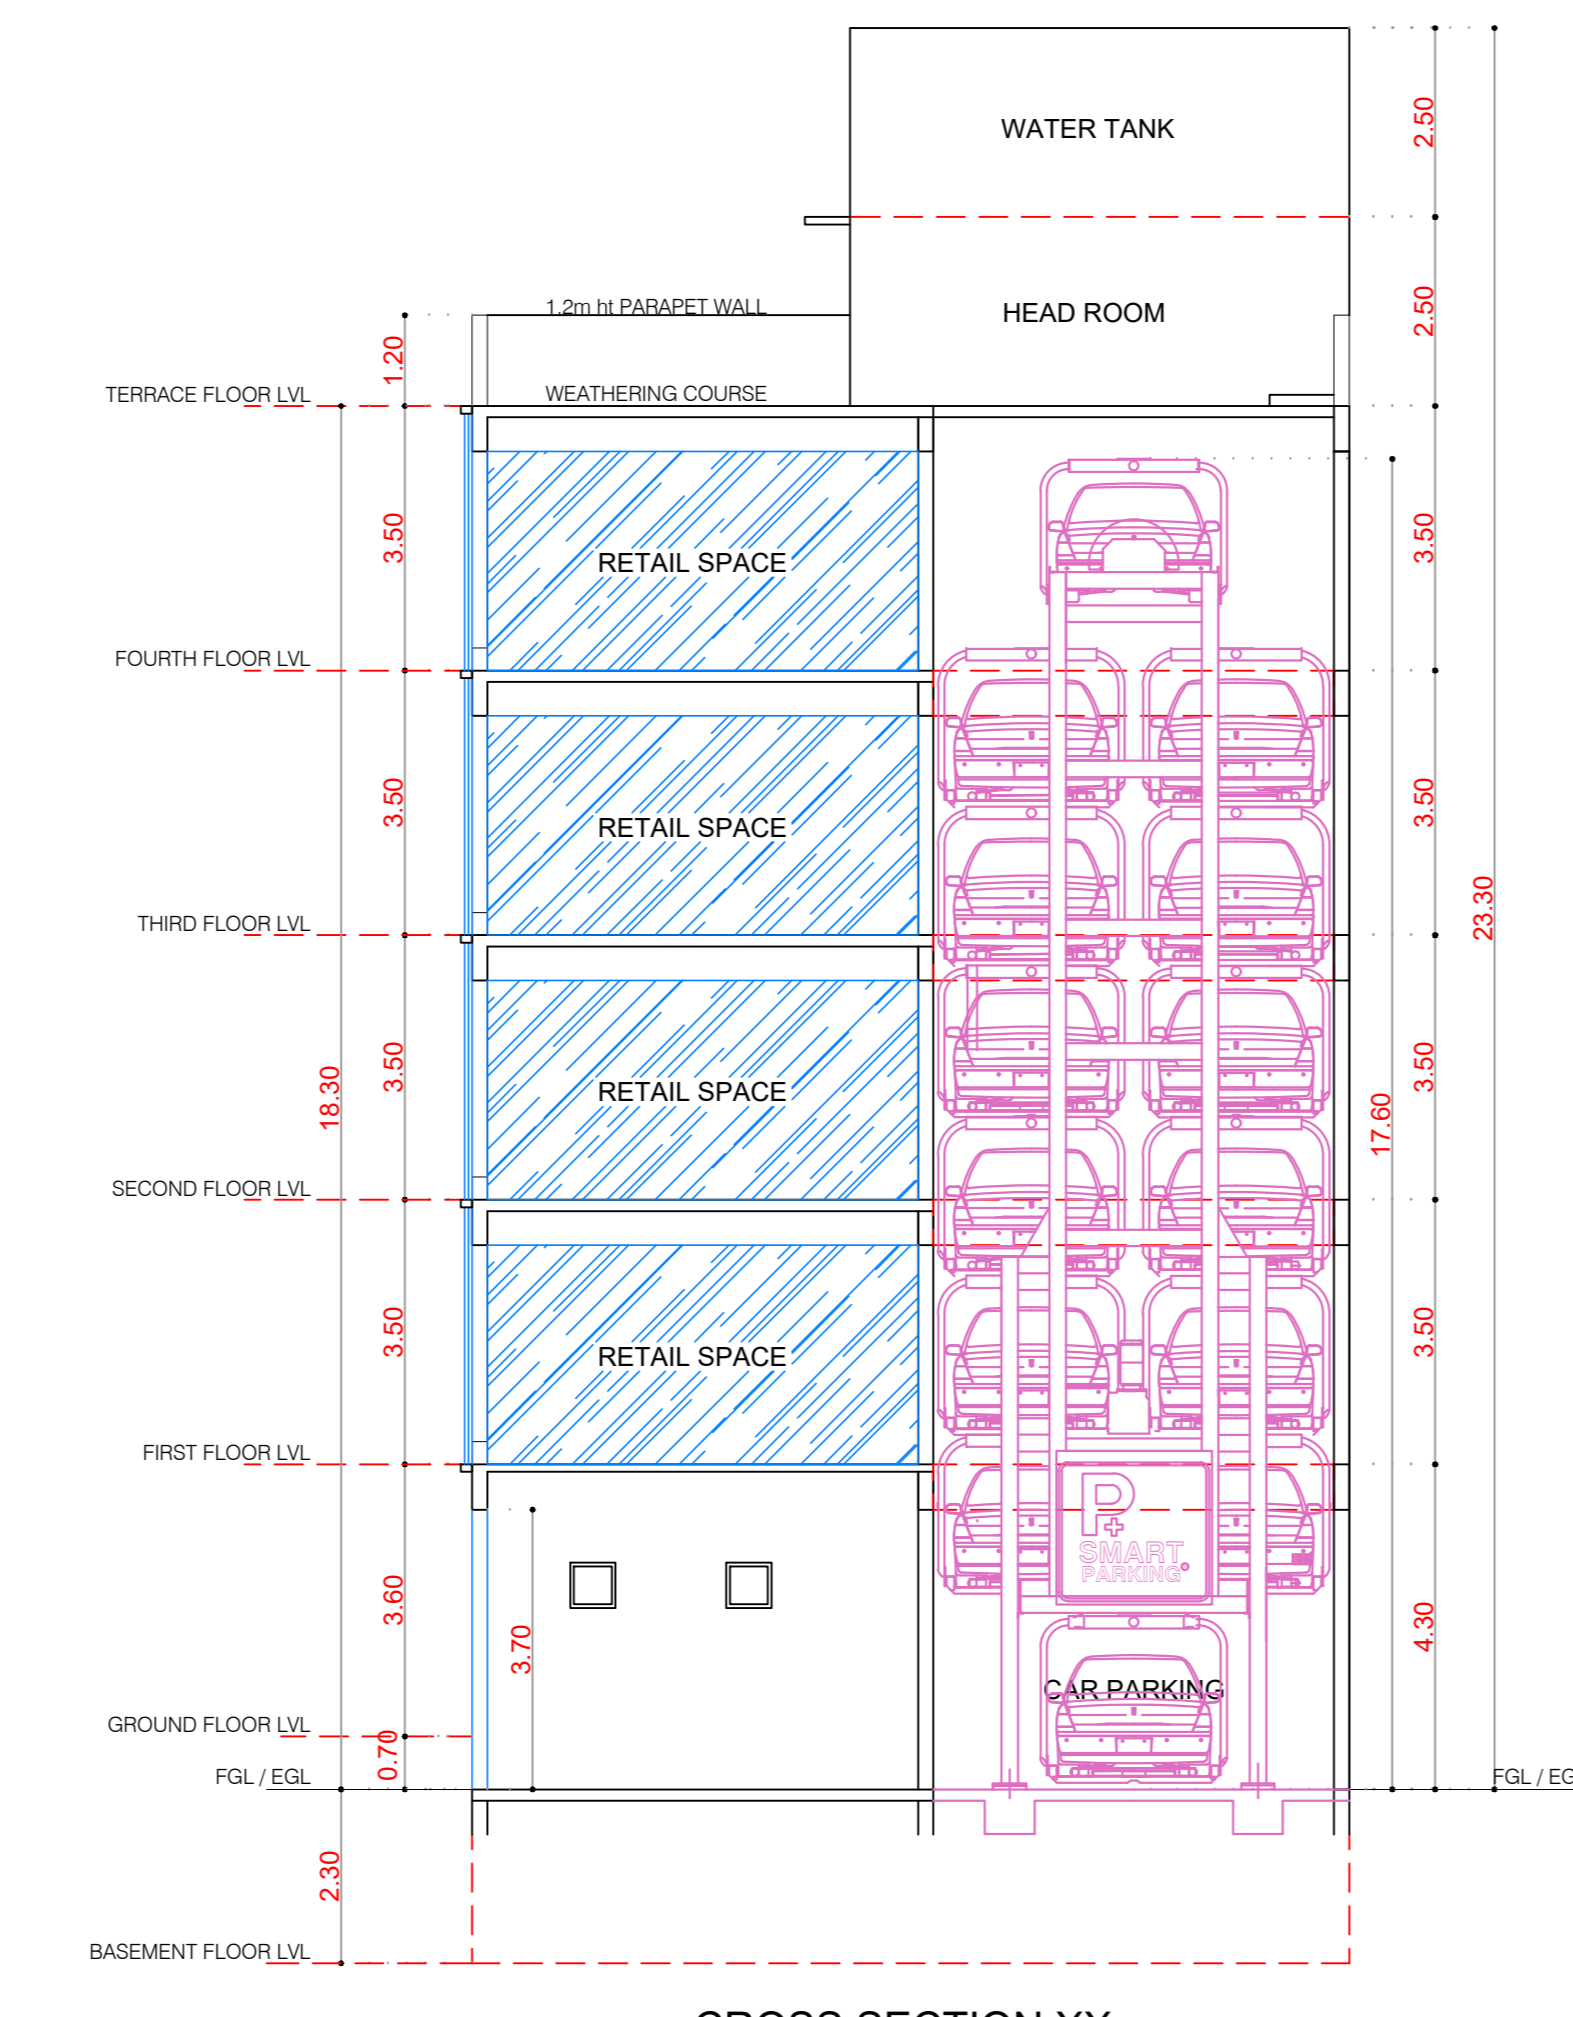 WATER TANK
2.50
HEAD ROOM
2.50
1.2m ht PARAPET WALL
1.20
TERRACE FLOOR LVL
WEATHERING COURSE
3.50
RETAIL SPACE
3.50
FOURTH FLOOR LVL
3.50
RETAIL SPACE
3.50
23.30
THIRD FLOOR LVL
18.30
3.50
RETAIL SPACE
17.60
3.50
SECOND FLOOR LVL
3.50
RETAIL SPACE
3.50
FIRST FLOOR LVL
P+
SMART
PARKING
3.60
3.70
4.30
CAR PARKING
GROUND FLOOR LVL
0.70
FGL / EGL
FGL / EG
2.30
BASEMENT FLOOR LVL
CROSS SECTION XX